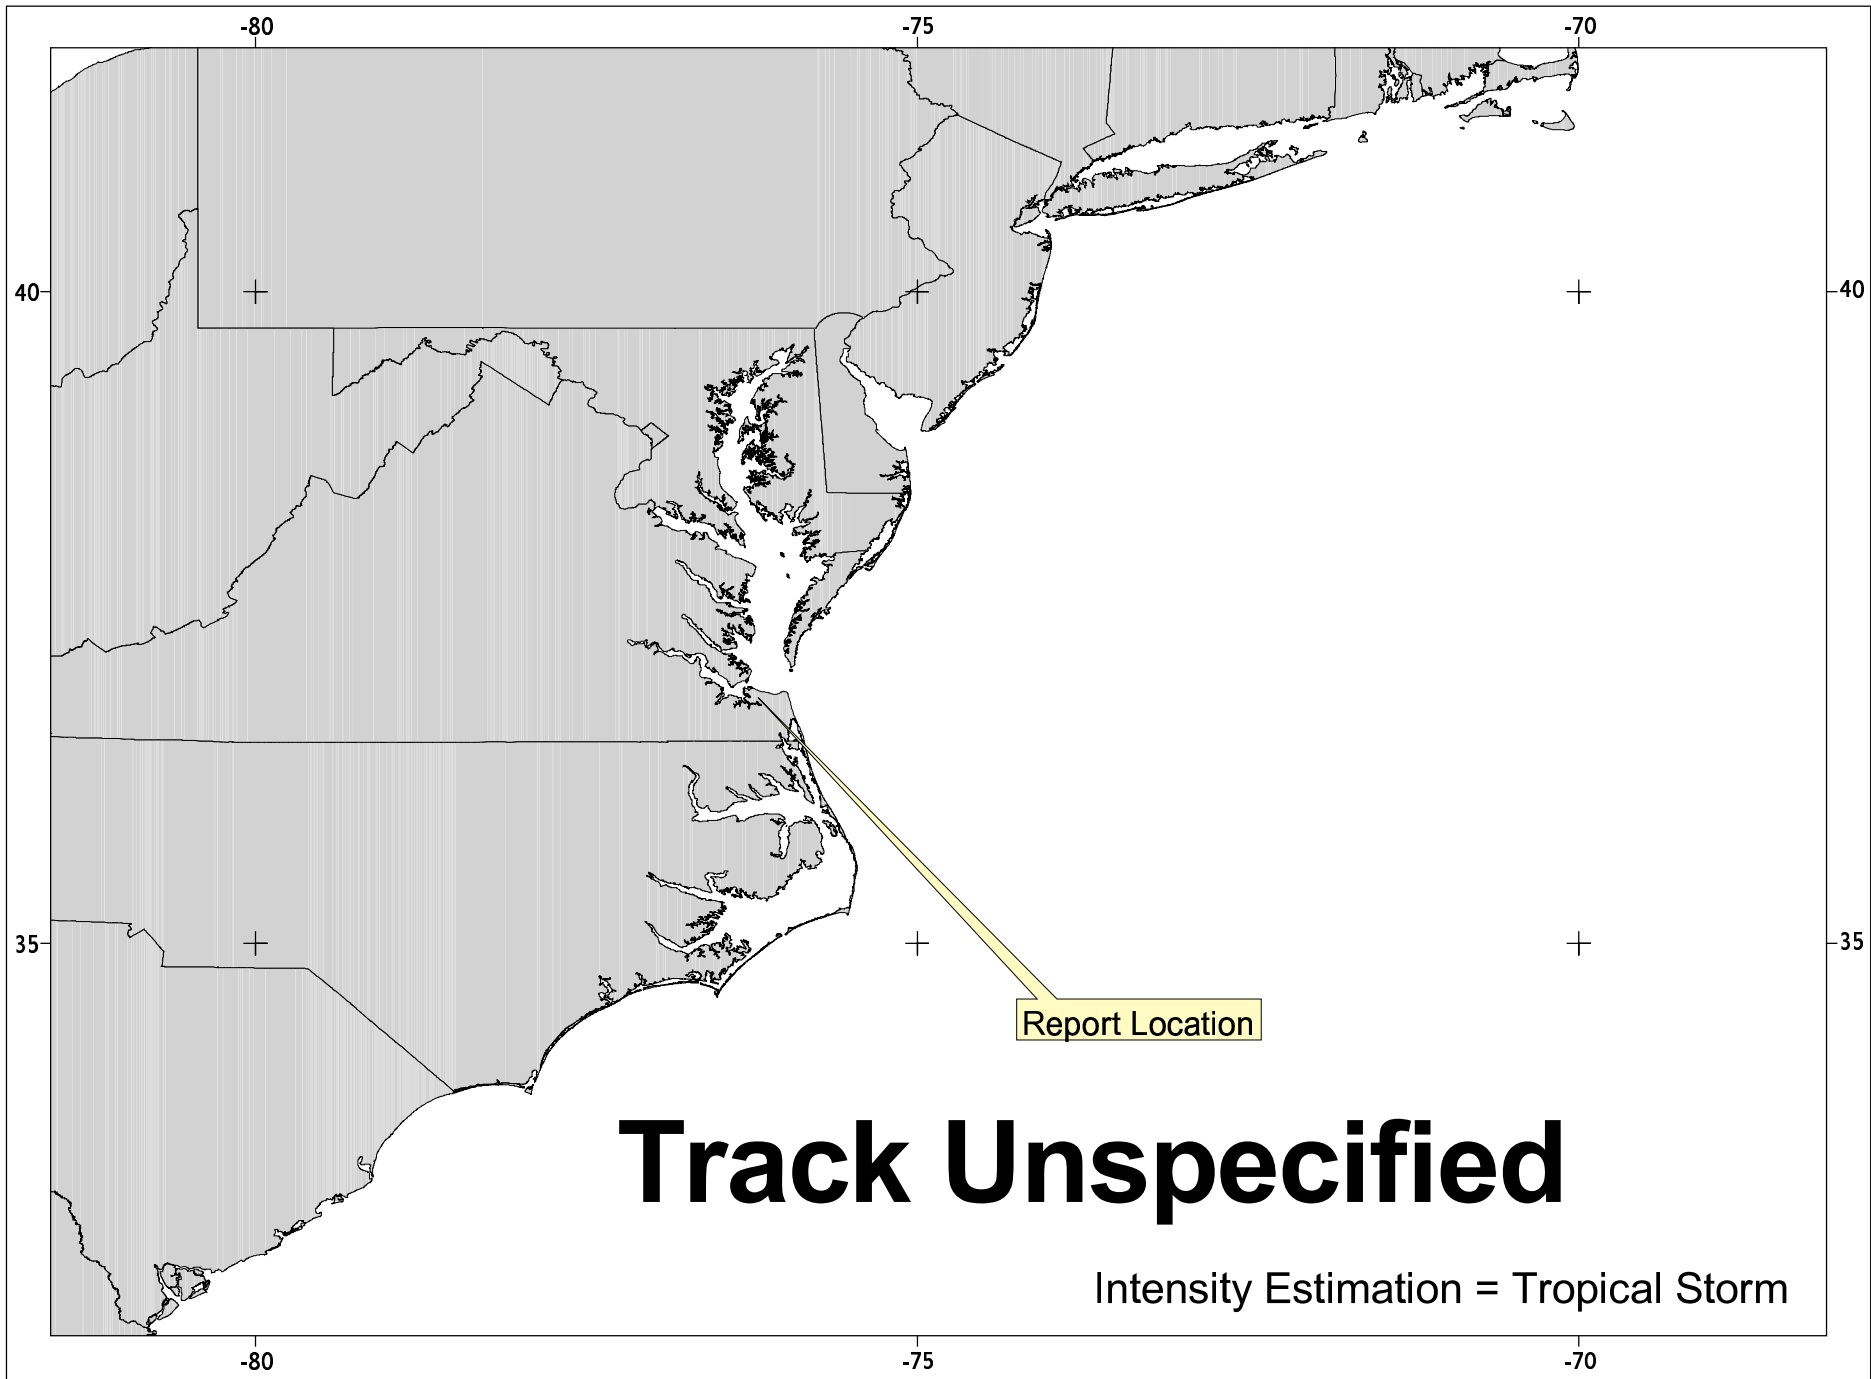 -80 -75 -70
40 40
35 35
Report Location
Track Unspecified
Intensity Estimation = Tropical Storm
-80 -75 -70